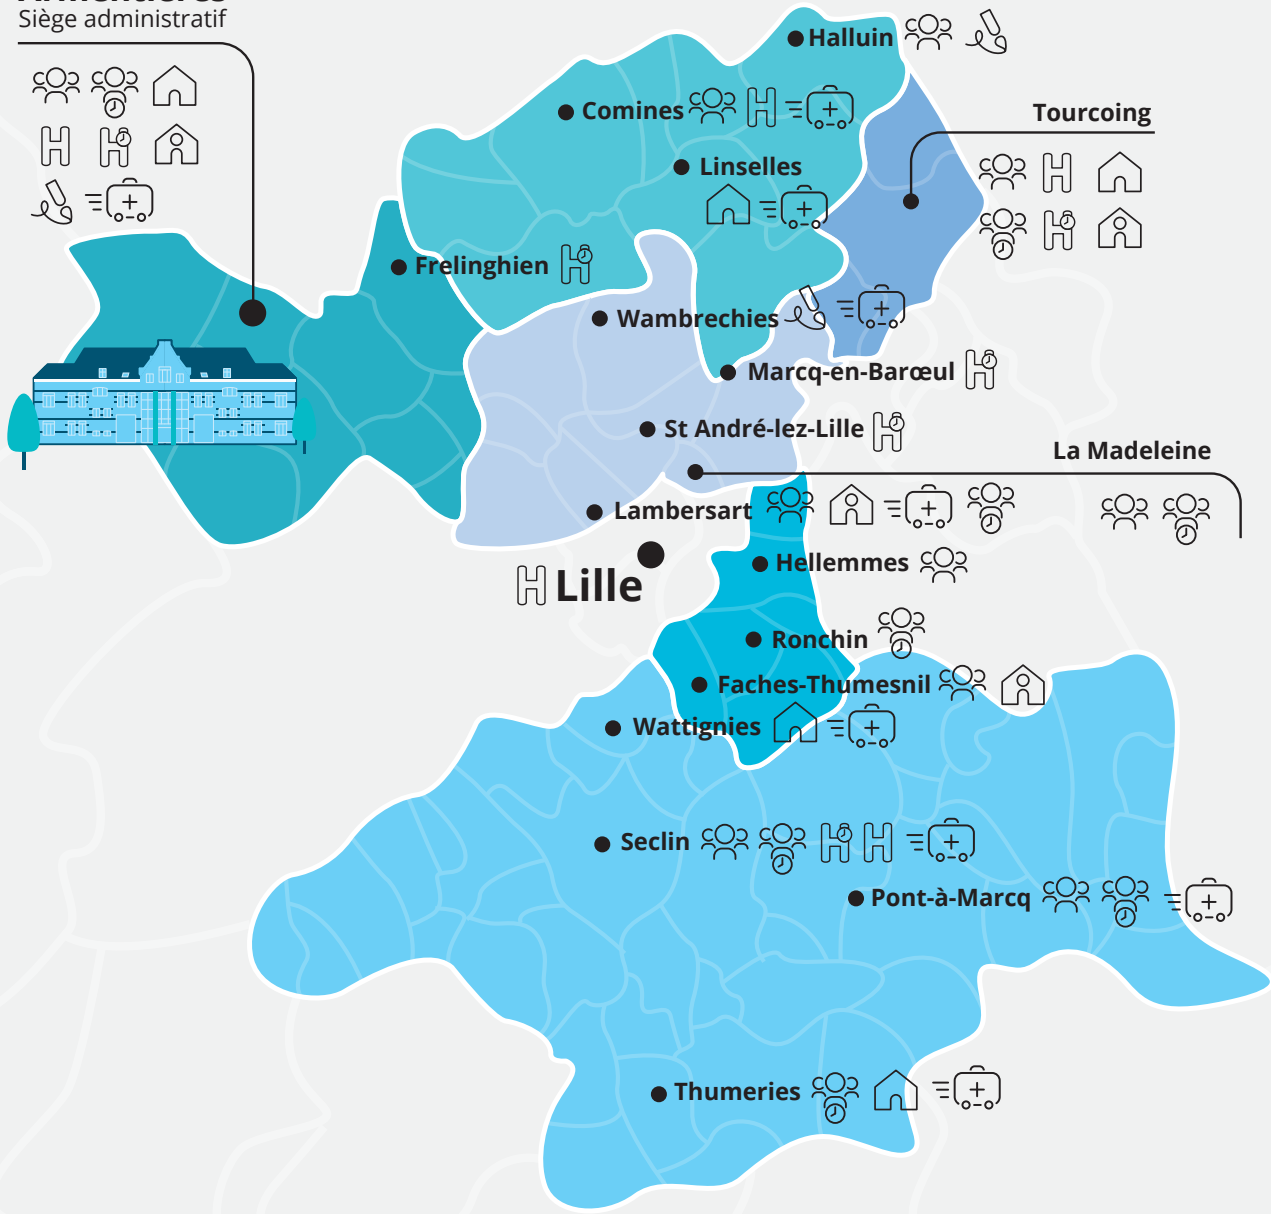 Armentières
Siège administratif
Halluin
Comines
Tourcoing
Linselles
Frelinghien
Wambrechies
Marcq-en-Barœul
St André-lez-Lille
La Madeleine
Lambersart
Hellemmes
Lille
Ronchin
Faches-Thumesnil
Wattignies
Seclin
Pont-à-Marcq
Thumeries